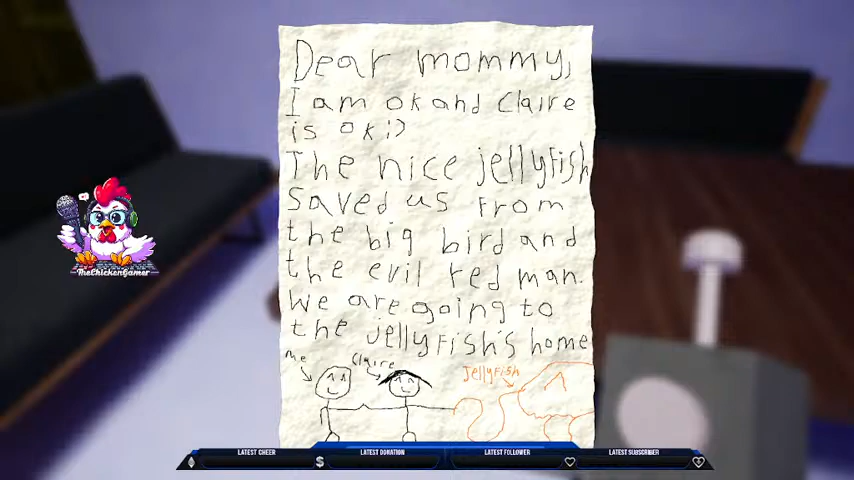 Dear mommy,
I am ok and Claire
is ok :)
The nice jellyfish
saved us from
the big bird and
the evil red man.
We are going to
the jellyfish's home
Me
Claire
Jellyfish
TheChickenGamer
LATEST CHEER
LATEST DONATION
LATEST FOLLOWER
LATEST SUBSCRIBER
$